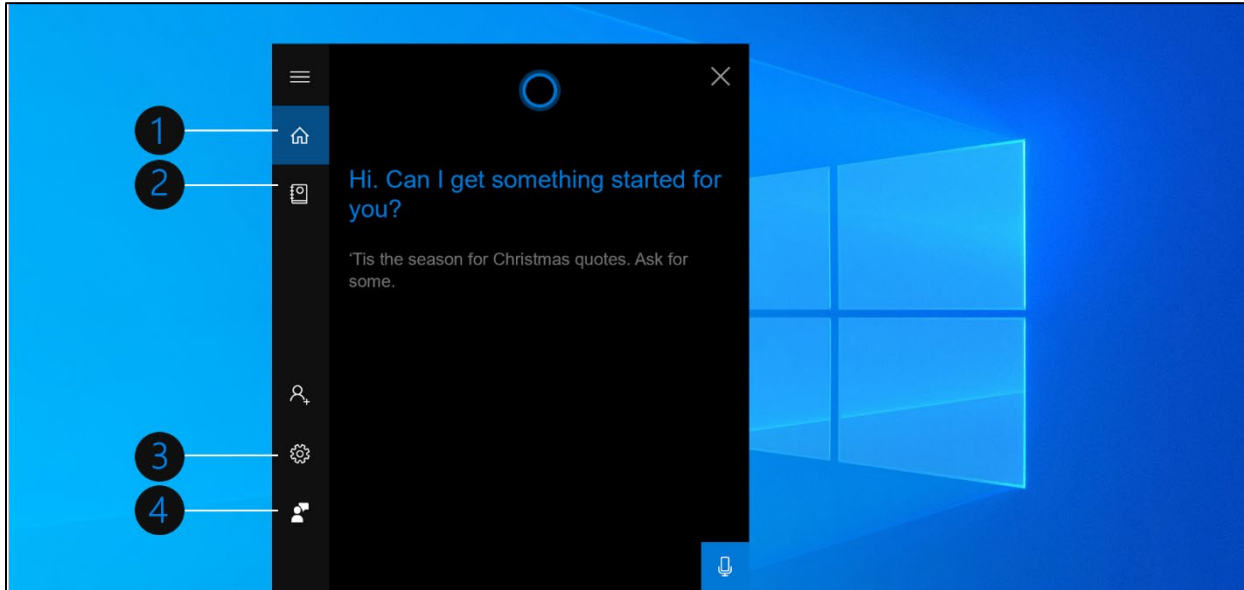 1
2
Hi. Can I get something started for
you?
‘Tis the season for Christmas quotes. Ask for
some.
3
4